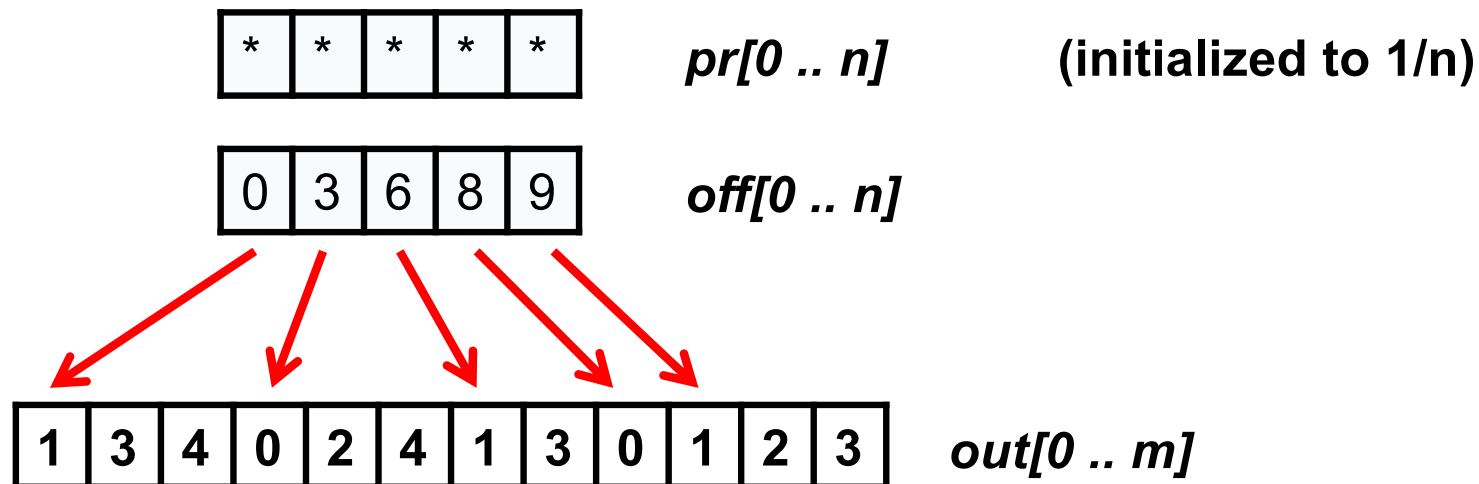 * * * * * pr[0 .. n] (initialized to 1/n)
0 3 6 8 9 off[0 .. n]
1 3 4 0 2 4 1 3 0 1 2 3 out[0 .. m]